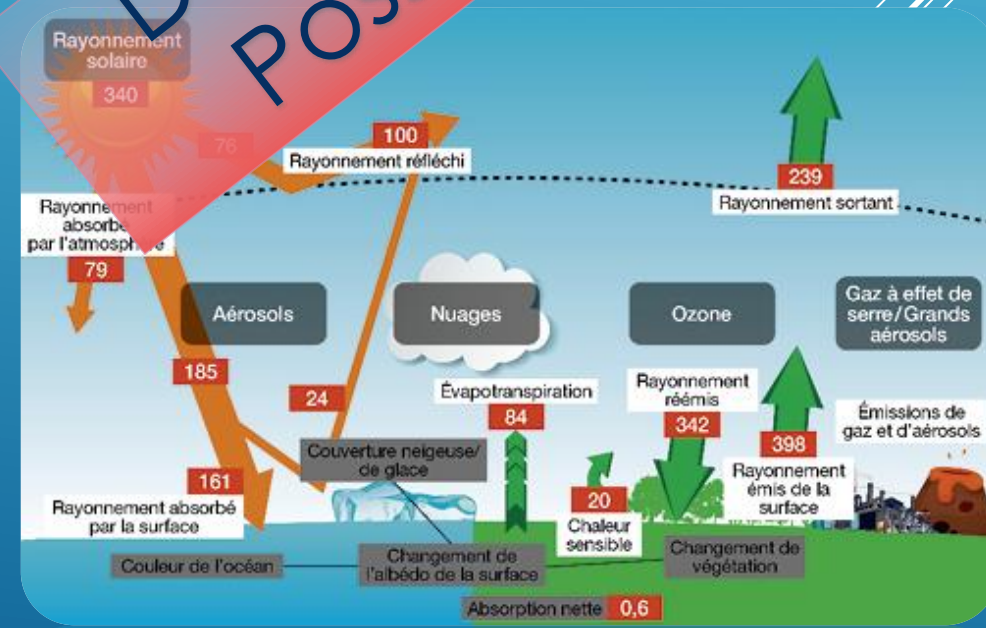 POS
Rayonnement
solaire
340
76
100
Rayonnement réfléchi
239
Rayonnement sortant
Rayonnement
absorbé
par l'atmosphère
79
Aérosols
Nuages
Ozone
Gaz à effet de
serre/Grands
aérosols
185
24
Évapotranspiration
84
Rayonnement
réémis
342
398
Rayonnement
émis de la
surface
Émissions de
gaz et d'aérosols
Couverture neigeuse/
de glace
161
Rayonnement absorbé
par la surface
20
Chaleur
sensible
Couleur de l'océan
Changement de
l'albédo de la surface
Changement de
végétation
Absorption nette 0,6